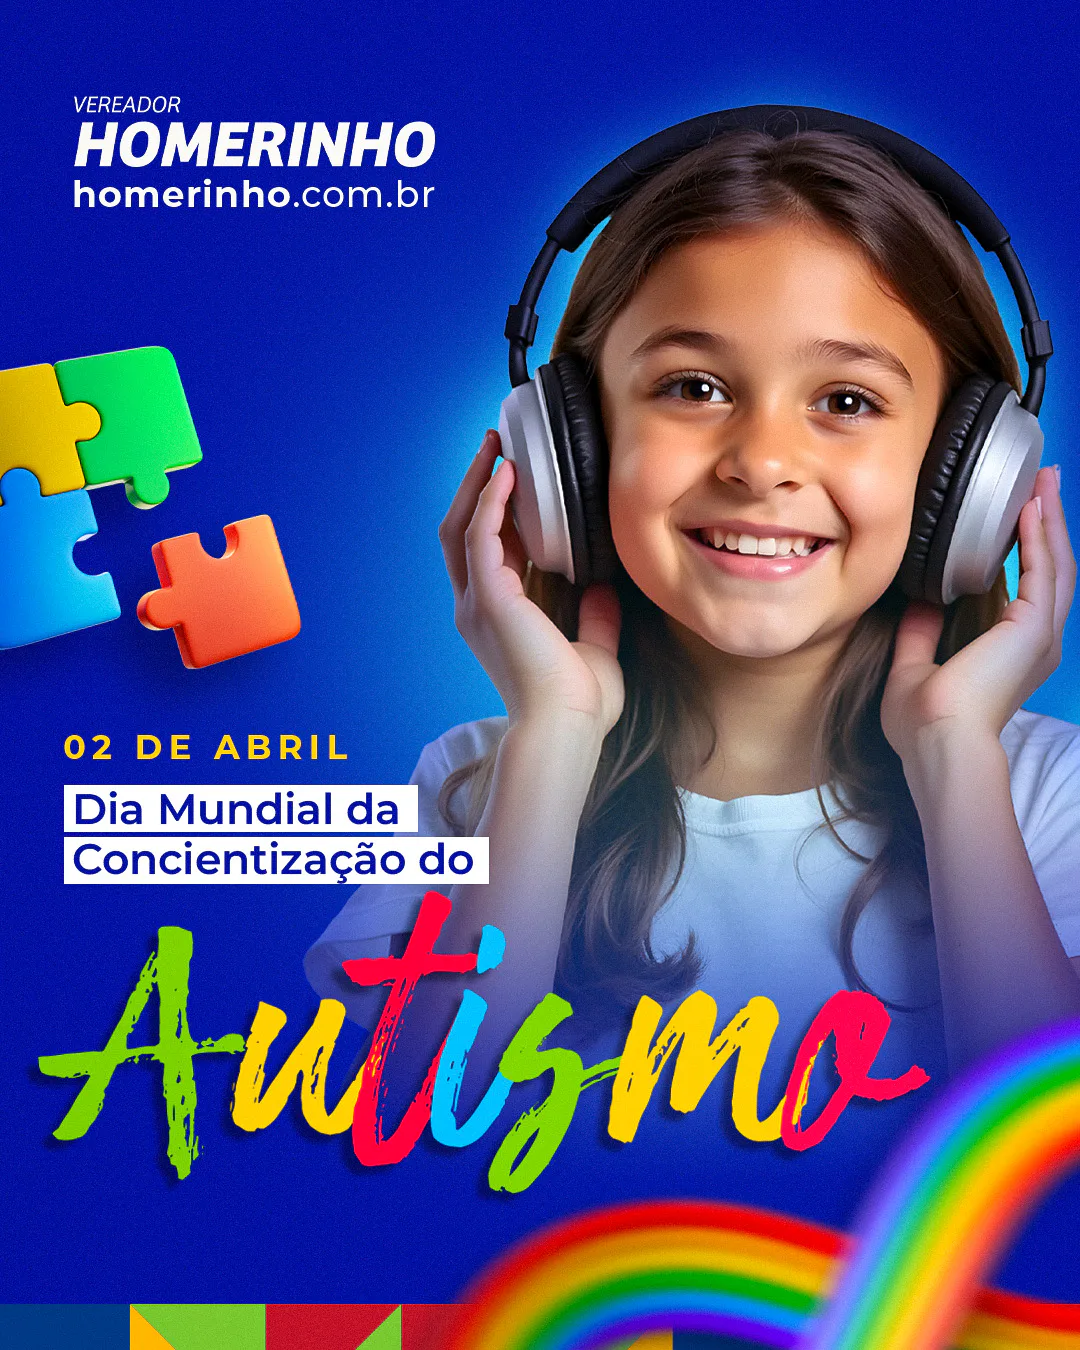 VEREADOR
HOMERINHO
homerinho.com.br
02 DE ABRIL
Dia Mundial da
Concientização do
Autismo